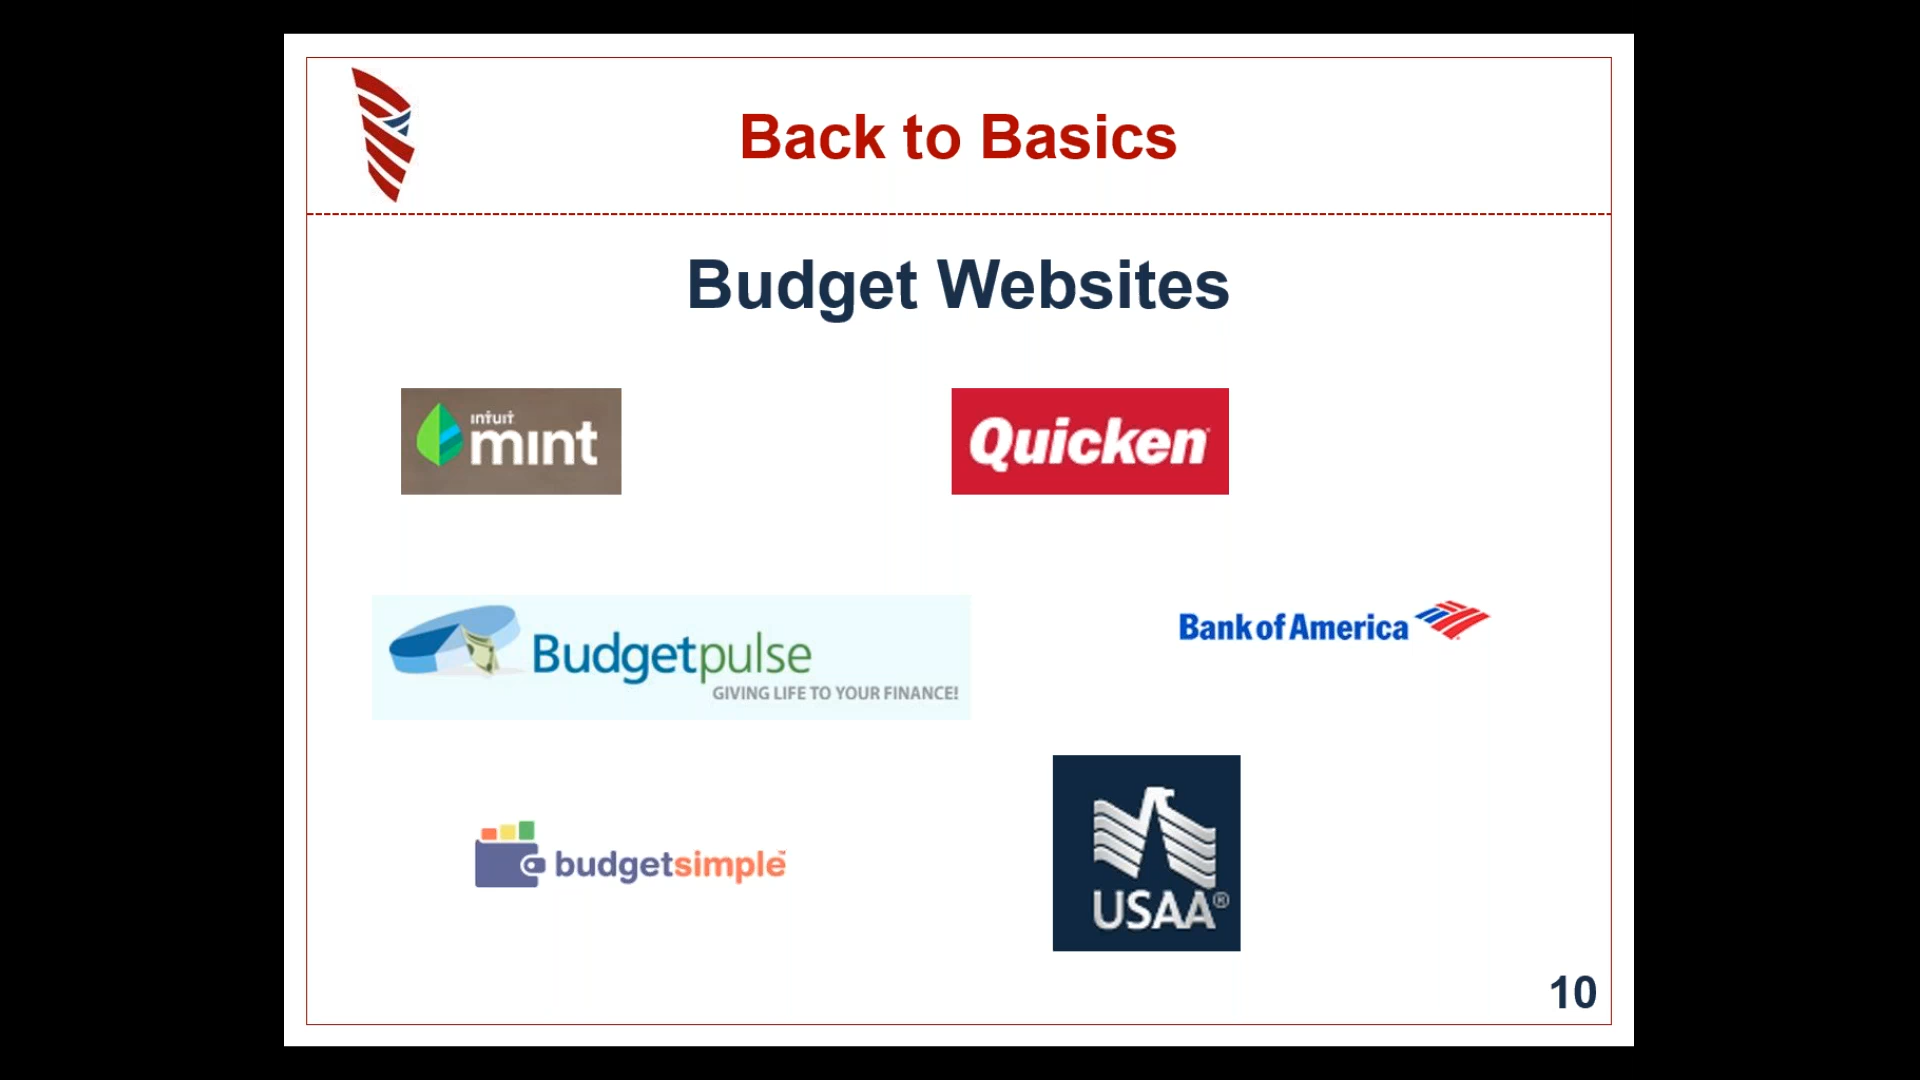 Back to Basics
Budget Websites
intuit
mint
Quicken
Budgetpulse
GIVING LIFE TO YOUR FINANCE!
Bank of America
budgetsimple™
USAA®
10